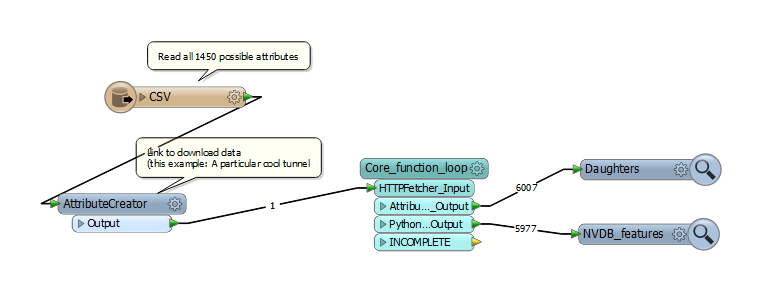 Read all 1450 possible attributes
CSV
Link to download data
(this example: A particular cool tunnel
AttributeCreator
Output
1
Core_function_loop
HTTPFetcher_Input
Attribu..._Output
Python...Output
INCOMPLETE
6007
5977
Daughters
NVDB_features